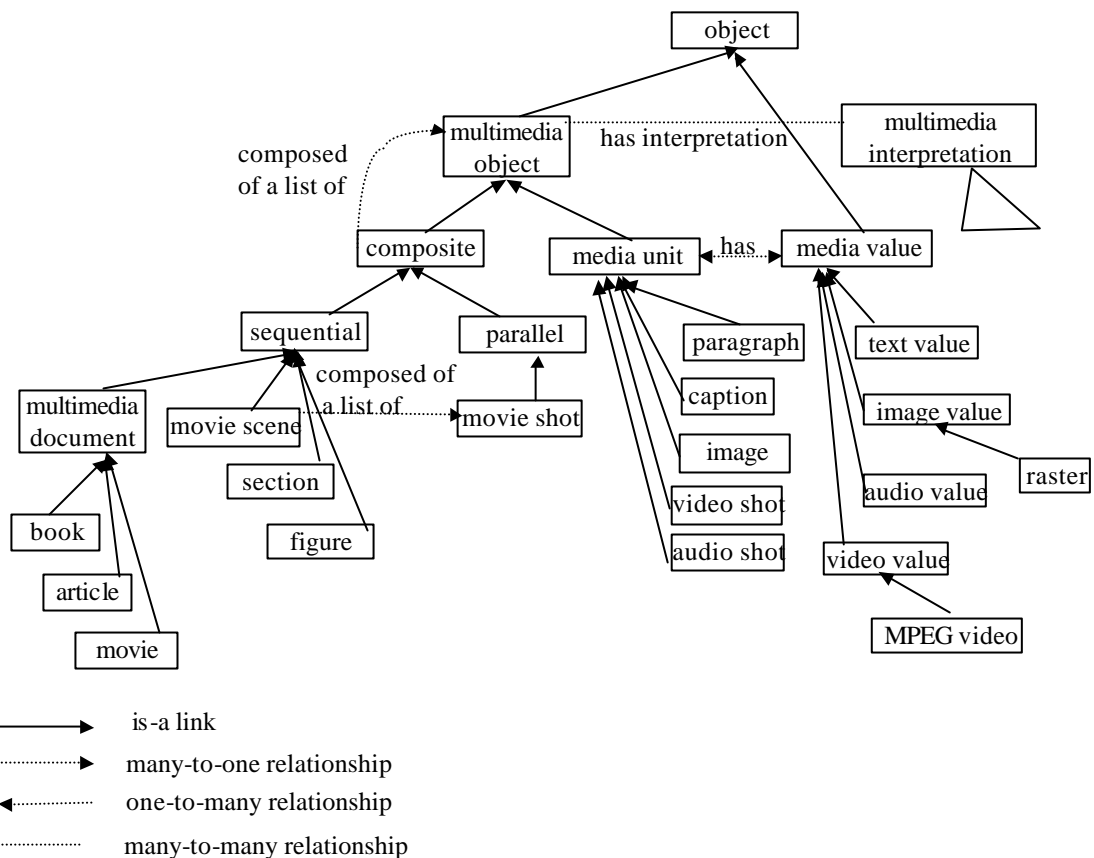 object
multimedia
object
has interpretation
multimedia
interpretation
composed
of a list of
composite
media unit
has
media value
sequential
parallel
paragraph
text value
composed of
a list of
multimedia
document
movie scene
movie shot
caption
image value
section
image
raster
book
figure
video shot
audio value
audio shot
video value
article
movie
MPEG video
is-a link
many-to-one relationship
one-to-many relationship
many-to-many relationship